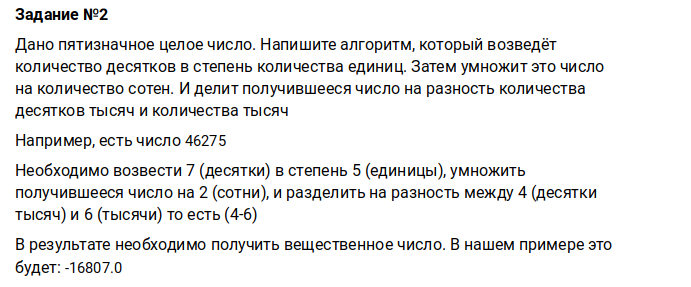 Задание №2
Дано пятизначное целое число. Напишите алгоритм, который возведёт
количество десятков в степень количества единиц. Затем умножит это число
на количество сотен. И делит получившееся число на разность количества
десятков тысяч и количества тысяч
Например, есть число 46275
Необходимо возвести 7 (десятки) в степень 5 (единицы), умножить
получившееся число на 2 (сотни), и разделить на разность между 4 (десятки
тысяч) и 6 (тысячи) то есть (4-6)
В результате необходимо получить вещественное число. В нашем примере это
будет: -16807.0